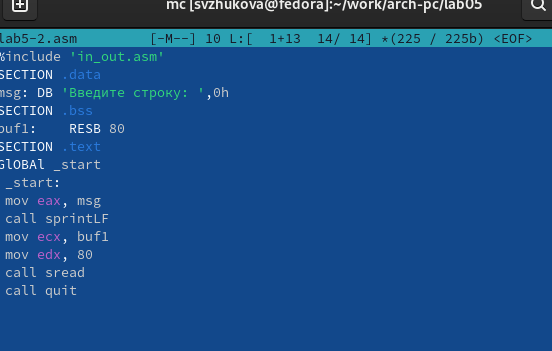 mc [svzhukova@fedora]:~/work/arch-pc/lab05
lab5-2.asm [-M--] 10 L:[ 1+13 14/ 14] *(225 / 225b) <EOF>
%include 'in_out.asm'
SECTION .data
msg: DB 'Введите строку: ',0h
SECTION .bss
buf1: RESB 80
SECTION .text
GlOBAl _start
_start:
mov eax, msg
call sprintLF
mov ecx, buf1
mov edx, 80
call sread
call quit